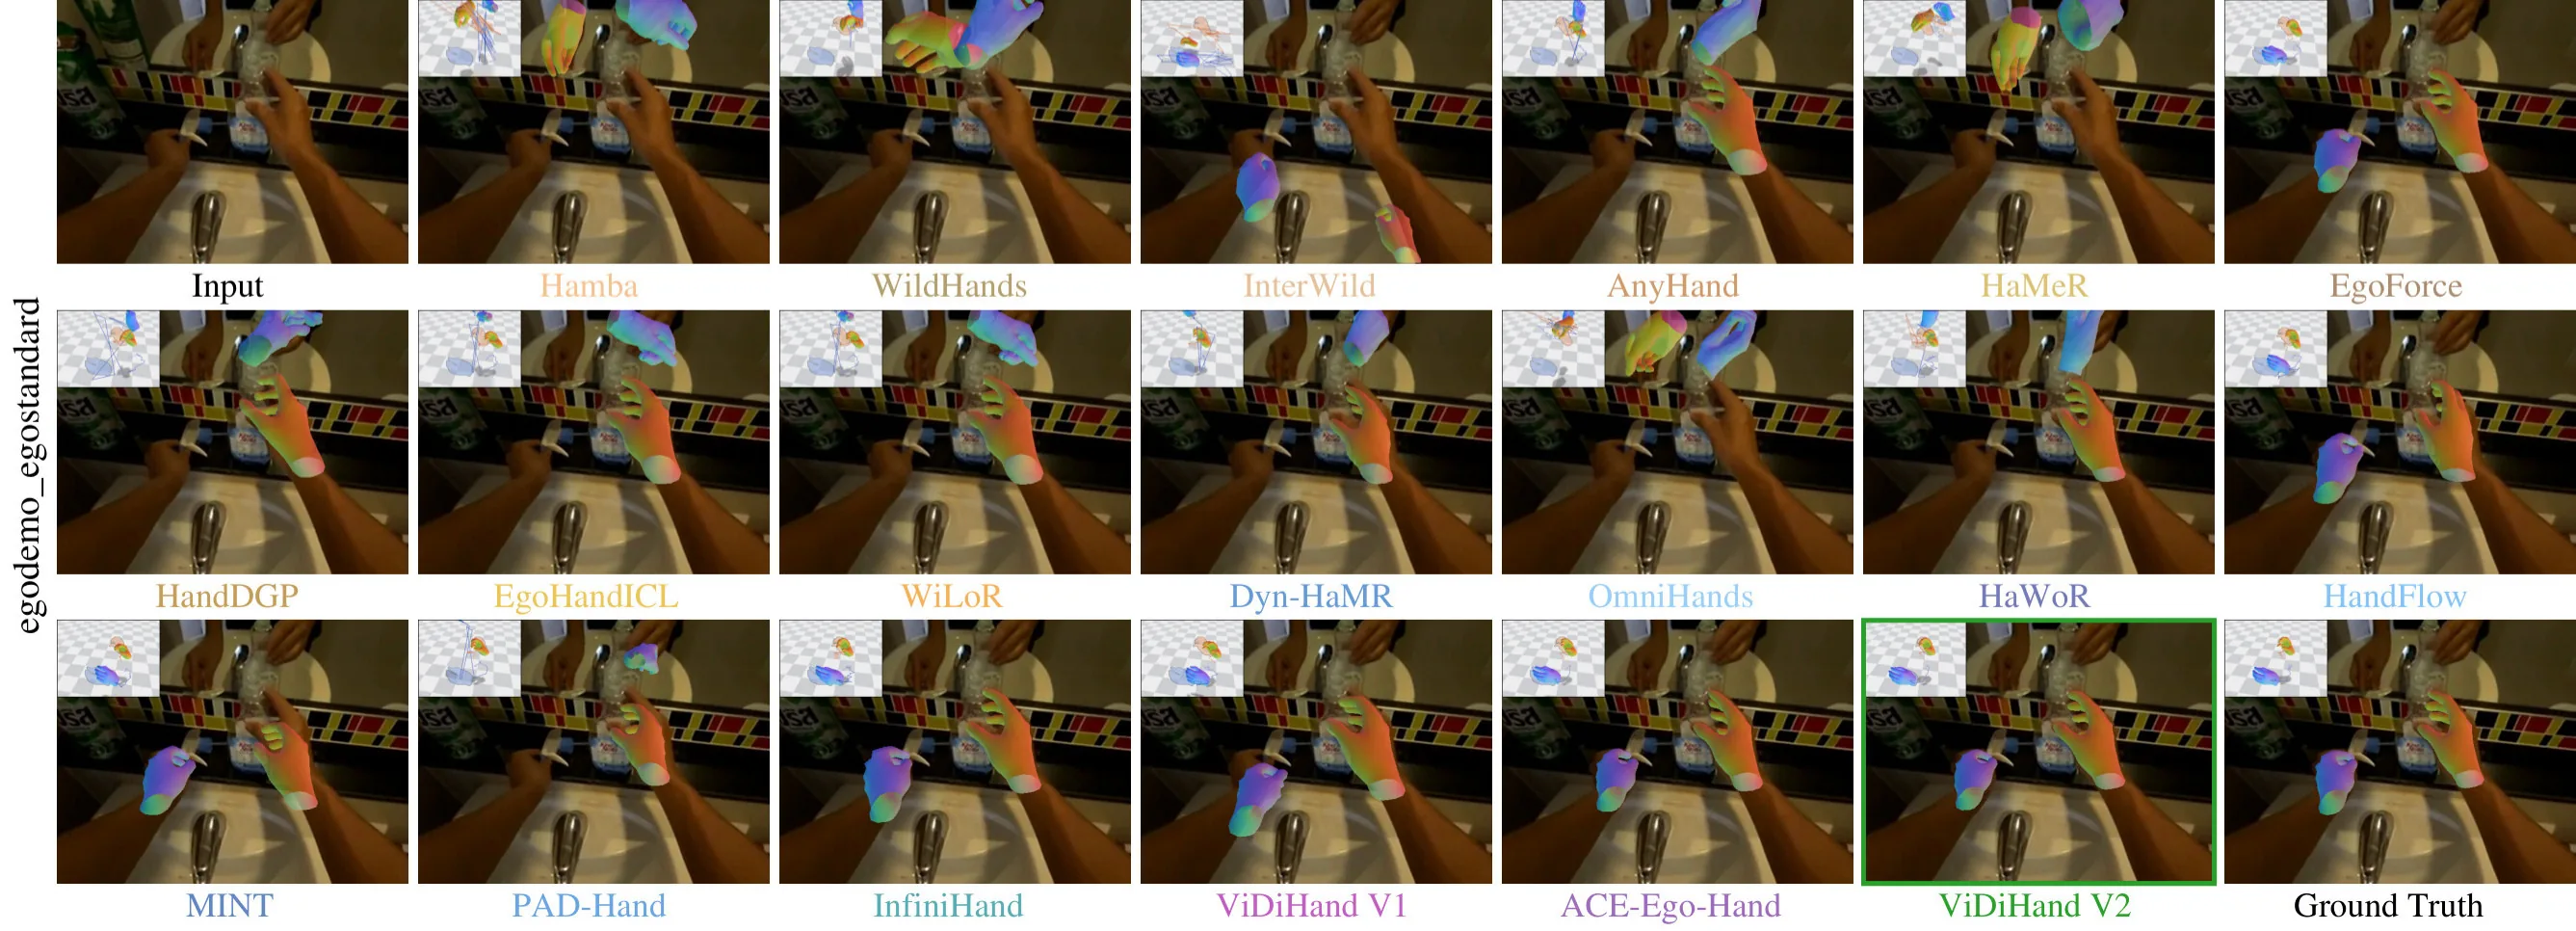 egodemo_egostandard
Input
Hamba
WildHands
InterWild
AnyHand
HaMeR
EgoForce
HandDGP
EgoHandICL
WiLoR
Dyn-HaMR
OmniHands
HaWoR
HandFlow
MINT
PAD-Hand
InfiniHand
ViDiHand V1
ACE-Ego-Hand
ViDiHand V2
Ground Truth